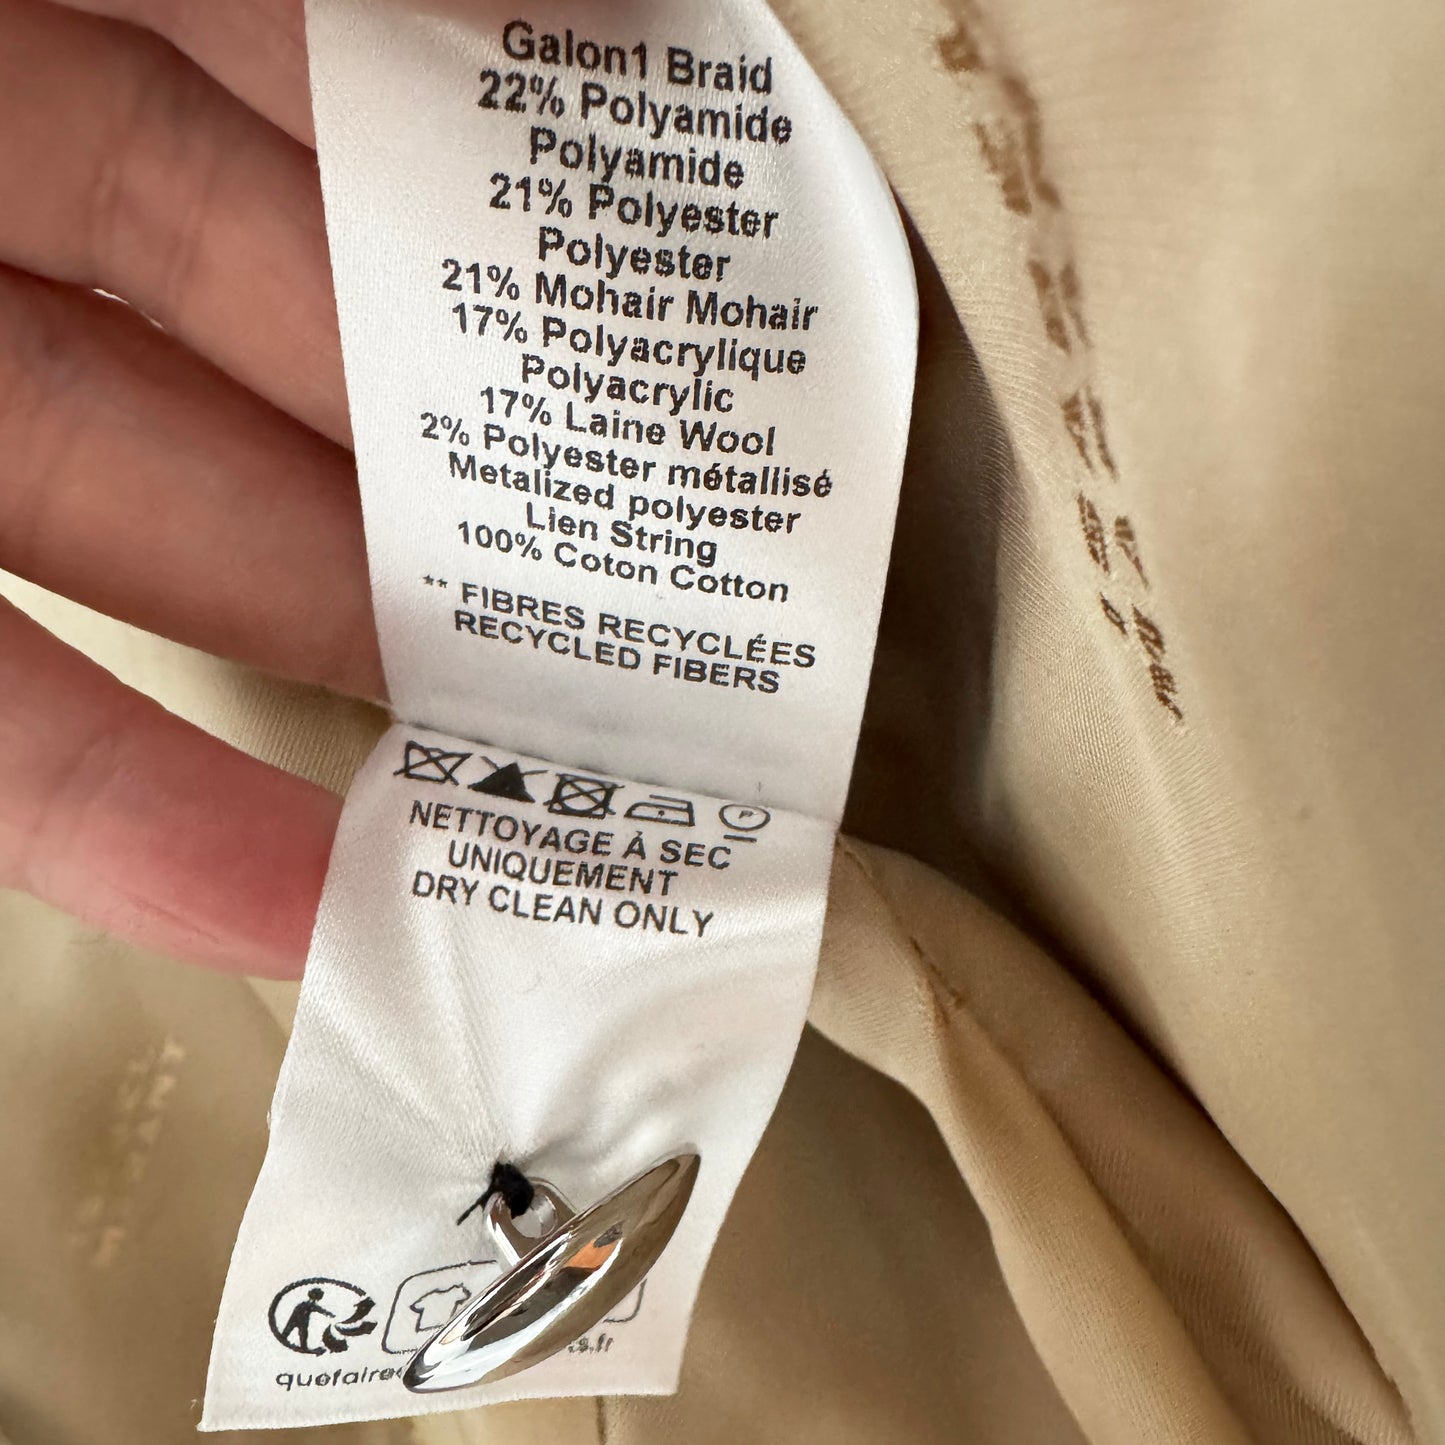 Galon1 Braid
22% Polyamide
Polyamide
21% Polyester
Polyester
21% Mohair Mohair
17% Polyacrylique
Polyacrylic
17% Laine Wool
2% Polyester métallisé
Metalized polyester
Lien String
100% Coton Cotton
** FIBRES RECYCLÉES
RECYCLED FIBERS
P
NETTOYAGE À SEC
UNIQUEMENT
DRY CLEAN ONLY